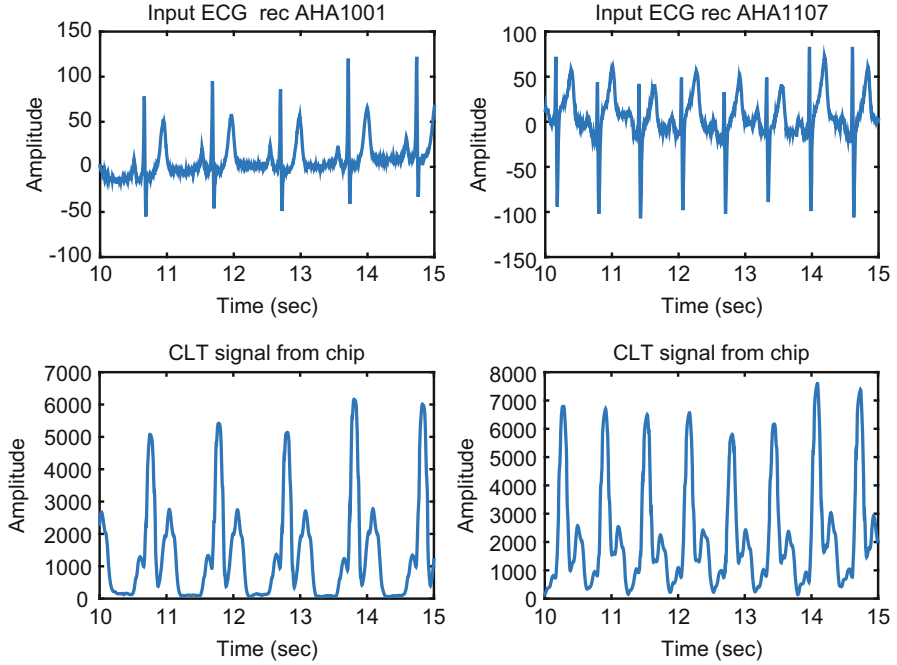 Input ECG rec AHA1001
150
100
50
0
-50
-100
Amplitude
10 11 12 13 14 15
Time (sec)
Input ECG rec AHA1107
100
50
0
-50
-100
-150
Amplitude
10 11 12 13 14 15
Time (sec)
CLT signal from chip
7000
6000
5000
4000
3000
2000
1000
0
Amplitude
10 11 12 13 14 15
Time (sec)
CLT signal from chip
8000
7000
6000
5000
4000
3000
2000
1000
0
Amplitude
10 11 12 13 14 15
Time (sec)